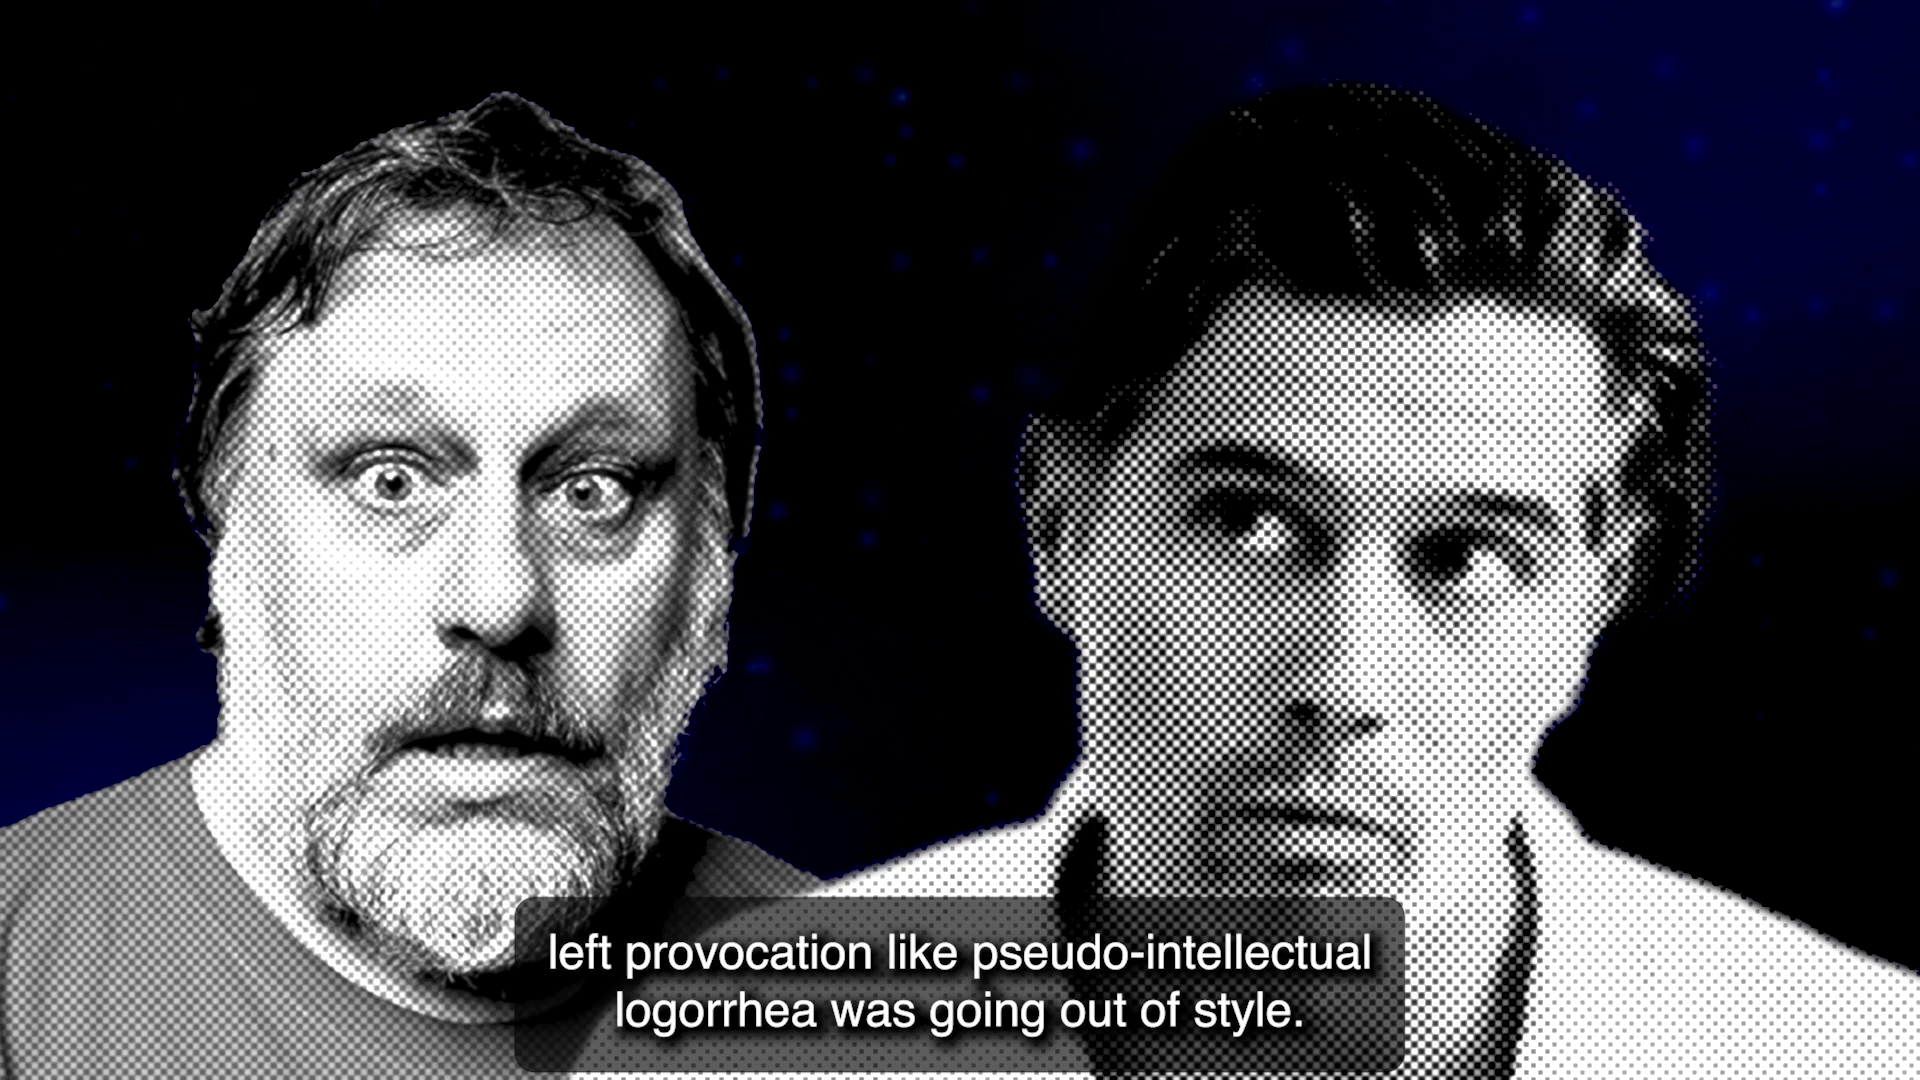 left provocation like pseudo-intellectual
logorrhea was going out of style.